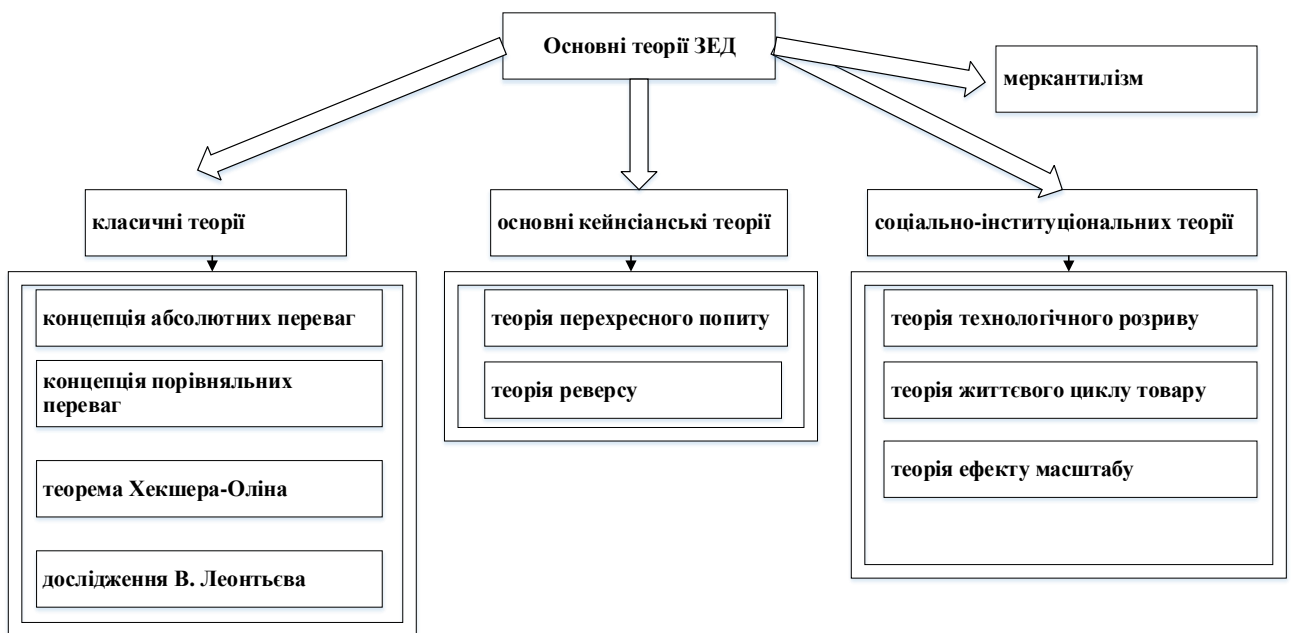 Основні теорії ЗЕД
меркантилізм
класичні теорії
основні кейнсіанські теорії
соціально-інституціональних теорії
концепція абсолютних переваг
концепція порівняльних
переваг
теорема Хекшера-Оліна
дослідження В. Леонтьєва
теорія перехресного попиту
теорія реверсу
теорія технологічного розриву
теорія життєвого циклу товару
теорія ефекту масштабу